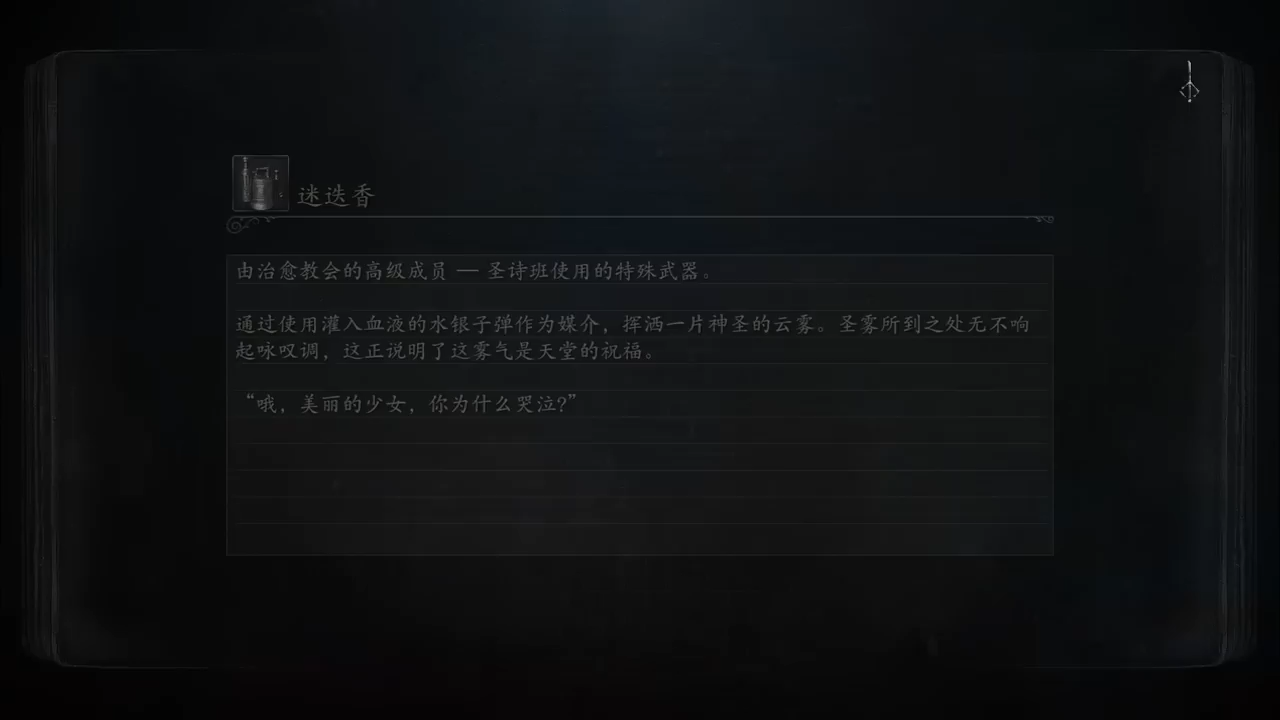 迷迭香
由治愈教会的高级成员 — 圣诗班使用的特殊武器。
通过使用灌入血液的水银子弹作为媒介，挥洒一片神圣的云雾。圣雾所到之处无不响
起咏叹调，这正说明了这雾气是天堂的祝福。
“哦，美丽的少女，你为什么哭泣?”